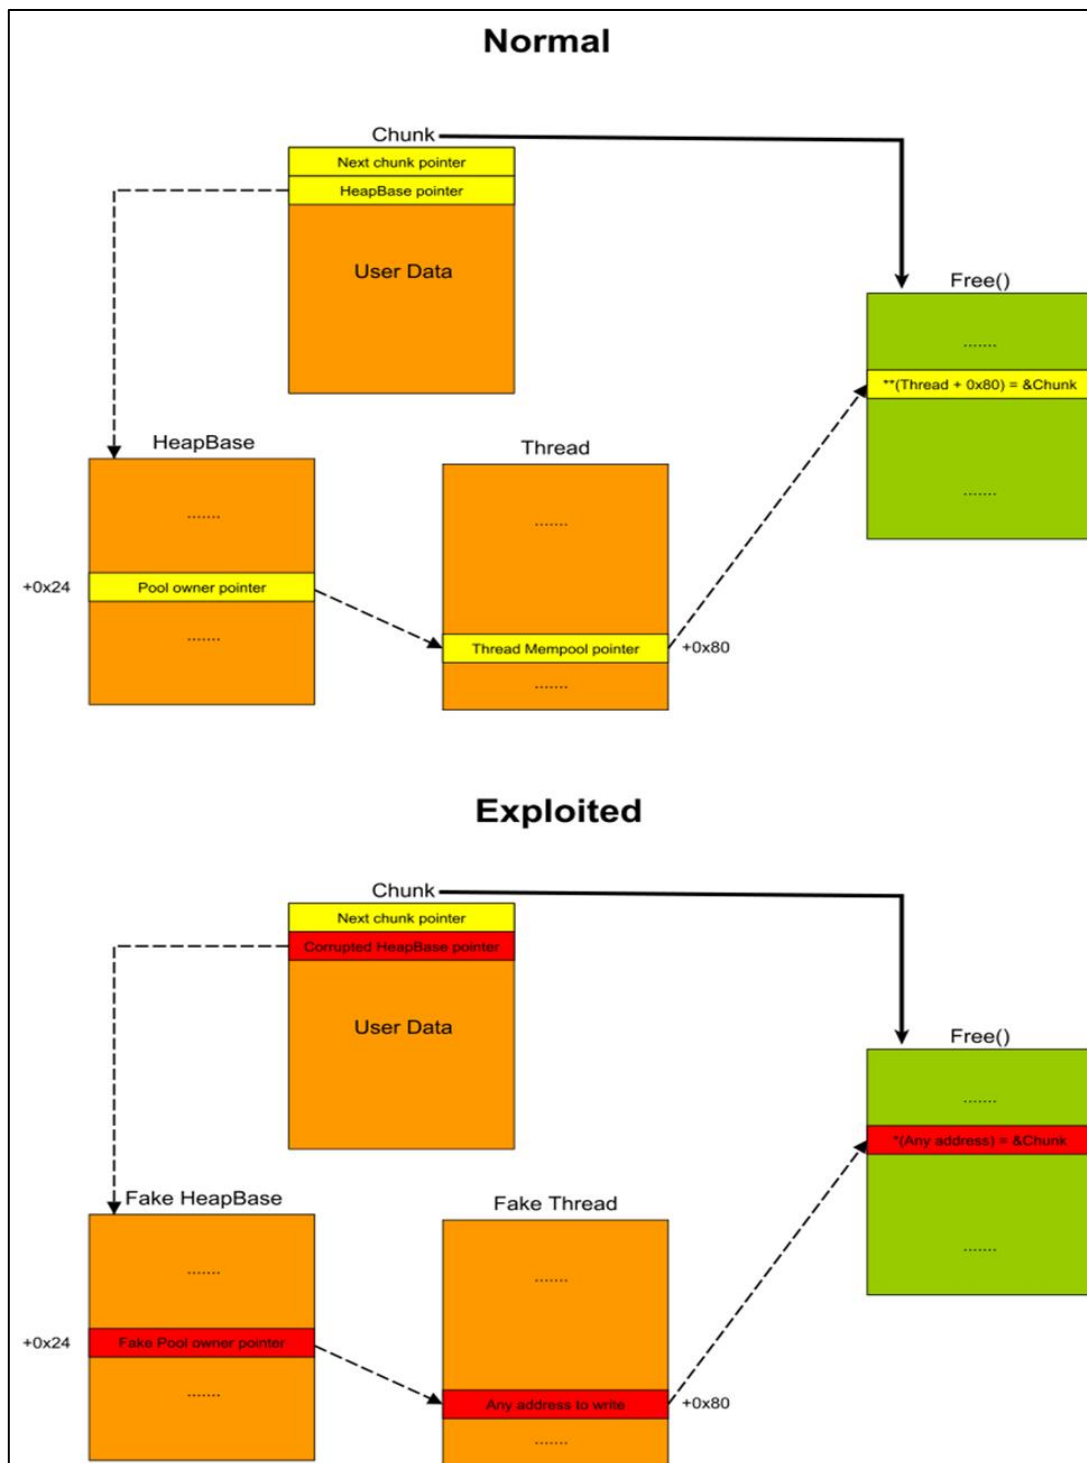 Normal
Chunk
Next chunk pointer
HeapBase pointer
User Data
Free()
.......
**(Thread + 0x80) = &Chunk
.......
HeapBase
.......
+0x24
Pool owner pointer
.......
Thread
.......
Thread Mempool pointer
+0x80
.......
Exploited
Chunk
Next chunk pointer
Corrupted HeapBase pointer
User Data
Free()
.......
*(Any address) = &Chunk
.......
Fake HeapBase
.......
+0x24
Fake Pool owner pointer
.......
Fake Thread
.......
Any address to write
+0x80
.......